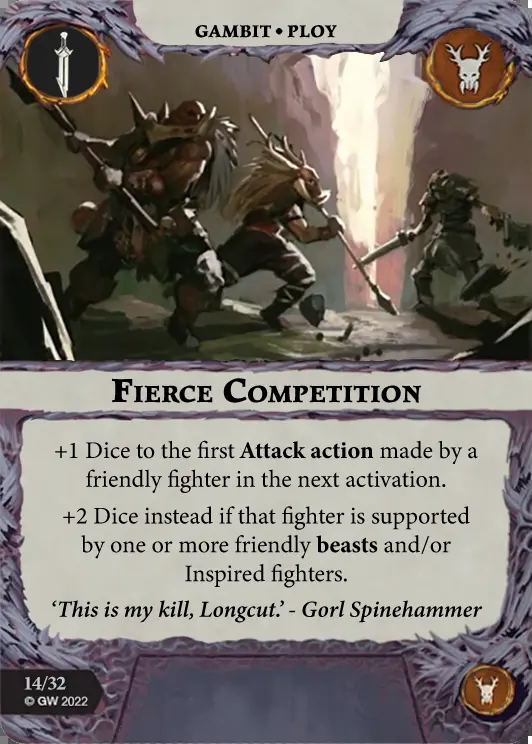 GAMBIT • PLOY
FIERCE COMPETITION
+1 Dice to the first Attack action made by a
friendly fighter in the next activation.
+2 Dice instead if that fighter is supported
by one or more friendly beasts and/or
Inspired fighters.
‘This is my kill, Longcut.’ - Gorl Spinehammer
14/32
© GW 2022